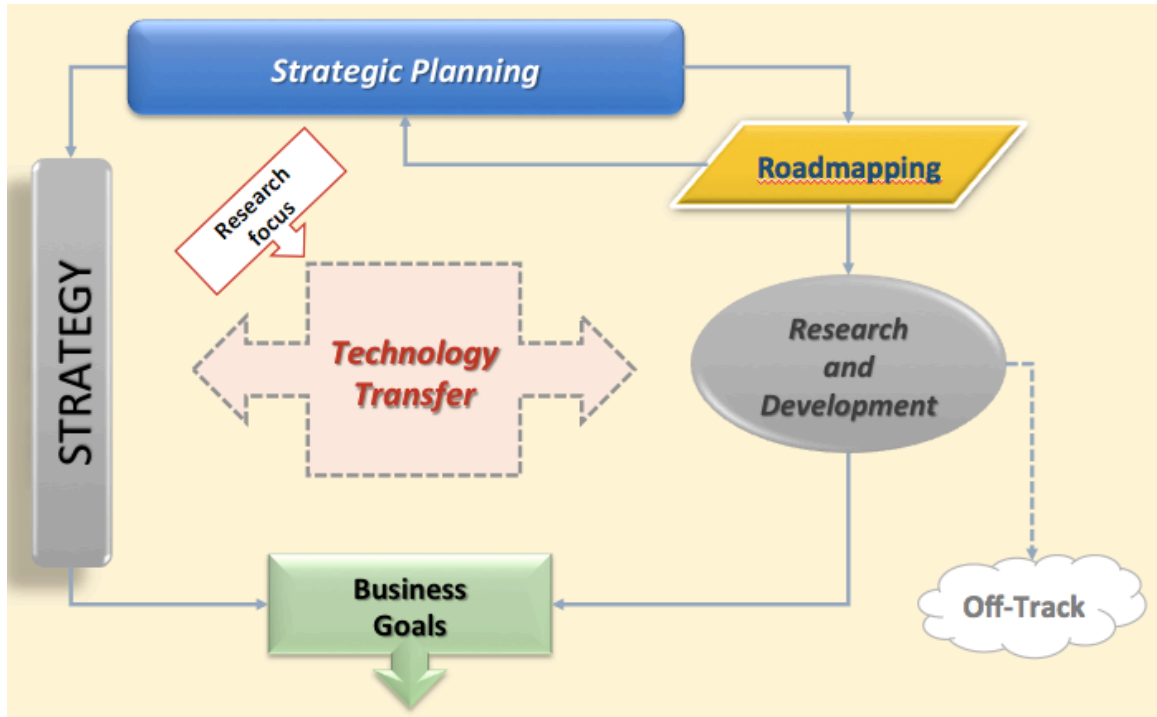 Strategic Planning
Roadmapping
Research
focus
STRATEGY
Technology
Transfer
Research
and
Development
Business
Goals
Off-Track